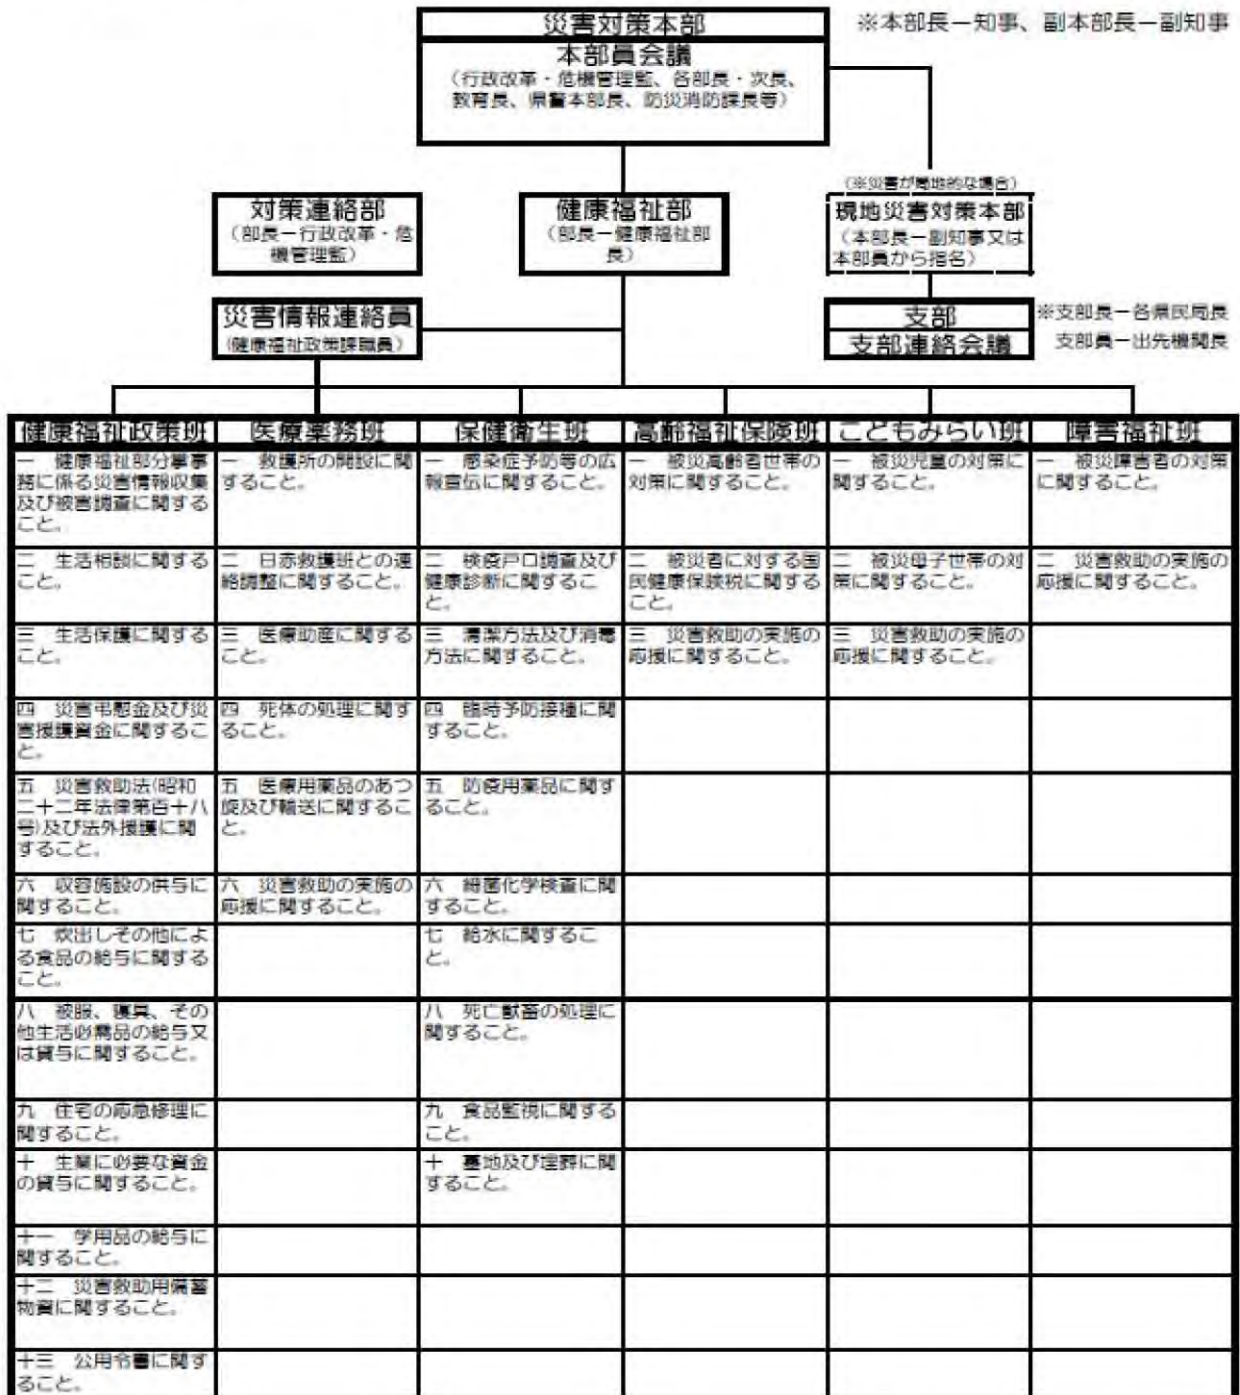 災害対策本部
※本部長ー知事、副本部長ー副知事
本部員会議
(行政改革・危機管理監、各部長・次長、
教育長、県警本部長、防災消防課長等)
対策連絡部
(部長ー行政改革・危
機管理監)
健康福祉部
(部長ー健康福祉部
長)
(※災害が局地的な場合)
現地災害対策本部
(本部長ー副知事又は
本部員から指名)
災害情報連絡員
(健康福祉政策課職員)
支部
支部連絡会議
※支部長ー各県民局長
支部員ー出先機関長
健康福祉政策班
医療薬務班
保健衛生班
高齢福祉保険班
こどもみらい班
障害福祉班
一 健康福祉部分掌事
務に係る災害情報収集
及び被害調査に関する
こと。
一 救護所の開設に関
すること。
一 感染症予防等の広
報宣伝に関すること。
一 被災高齢者世帯の
対策に関すること。
一 被災児童の対策に
関すること。
一 被災障害者の対策
に関すること。
二 生活相談に関する
こと。
二 日赤救護班との連
絡調整に関すること。
二 検疫戸口調査及び
健康診断に関するこ
と。
二 被災者に対する国
民健康保険税に関する
こと。
二 被災母子世帯の対
策に関すること。
二 災害救助の実施の
応援に関すること。
三 生活保護に関する
こと。
三 医療助産に関する
こと。
三 清潔方法及び消毒
方法に関すること。
三 災害救助の実施の
応援に関すること。
三 災害救助の実施の
応援に関すること。
四 災害弔慰金及び災
害援護資金に関するこ
と。
四 死体の処理に関す
ること。
四 臨時予防接種に関
すること。
五 災害救助法(昭和
二十二年法律第百十八
号)及び法外援護に関
すること。
五 医療用薬品のあつ
旋及び輸送に関するこ
と。
五 防疫用薬品に関す
ること。
六 収容施設の供与に
関すること。
六 災害救助の実施の
応援に関すること。
六 細菌化学検査に関
すること。
七 炊出しその他によ
る食品の給与に関する
こと。
七 給水に関するこ
と。
八 被服、寝具、その
他生活必需品の給与又
は貸与に関すること。
八 死亡獣畜の処理に
関すること。
九 住宅の応急修理に
関すること。
九 食品監視に関する
こと。
十 生業に必要な資金
の貸与に関すること。
十 墓地及び埋葬に関
すること。
十一 学用品の給与に
関すること。
十二 災害救助用備蓄
物資に関すること。
十三 公用令書に関す
ること。